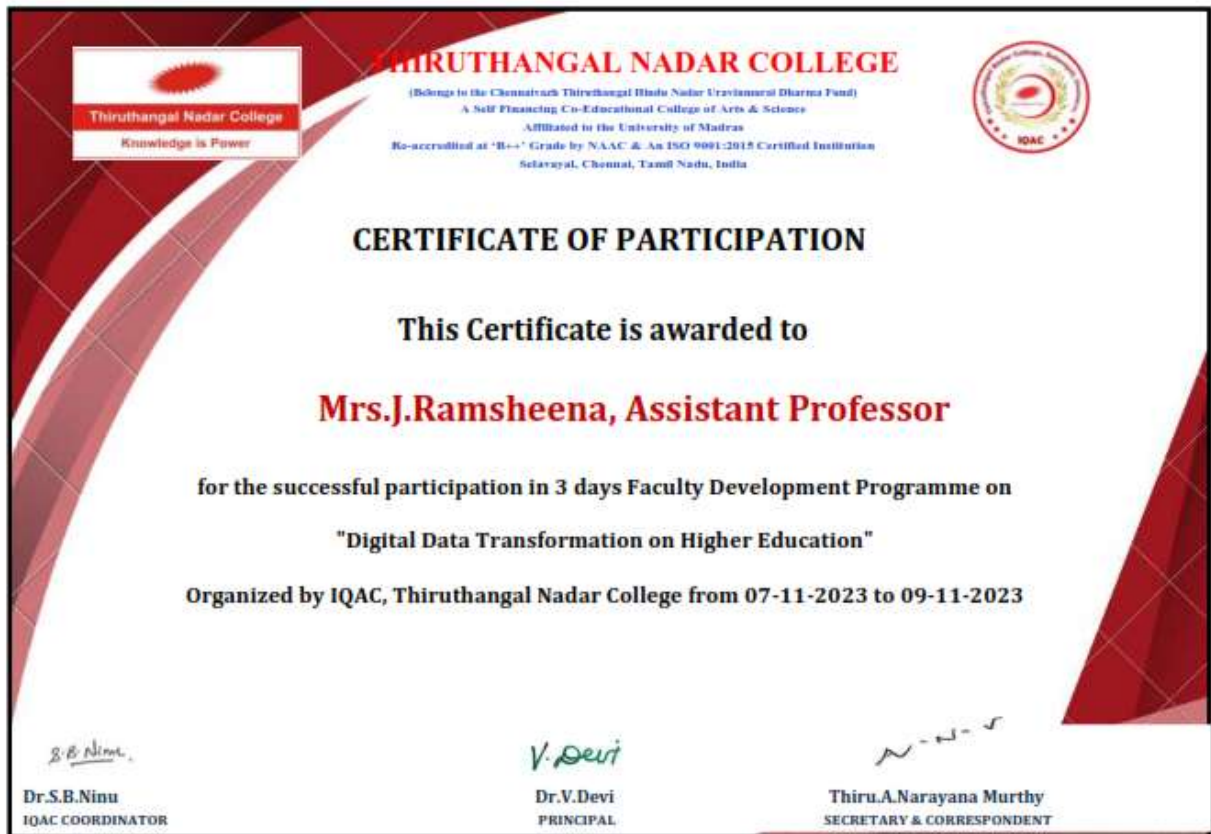 Thiruthangal Nadar College
Knowledge is Power
THIRUTHANGAL NADAR COLLEGE
(Belongs to the Chennaivazh Thiruthangal Hindu Nadar Uravinmurai Dharma Fund)
A Self Financing Co-Educational College of Arts & Science
Affiliated to the University of Madras
Re-accredited at 'B++' Grade by NAAC & An ISO 9001:2015 Certified Institution
Selavayal, Chennai, Tamil Nadu, India
IQAC
CERTIFICATE OF PARTICIPATION
This Certificate is awarded to
Mrs.J.Ramsheena, Assistant Professor
for the successful participation in 3 days Faculty Development Programme on
"Digital Data Transformation on Higher Education"
Organized by IQAC, Thiruthangal Nadar College from 07-11-2023 to 09-11-2023
V. Devi
Dr.S.B.Ninu
IQAC COORDINATOR
Dr.V.Devi
PRINCIPAL
Thiru.A.Narayana Murthy
SECRETARY & CORRESPONDENT